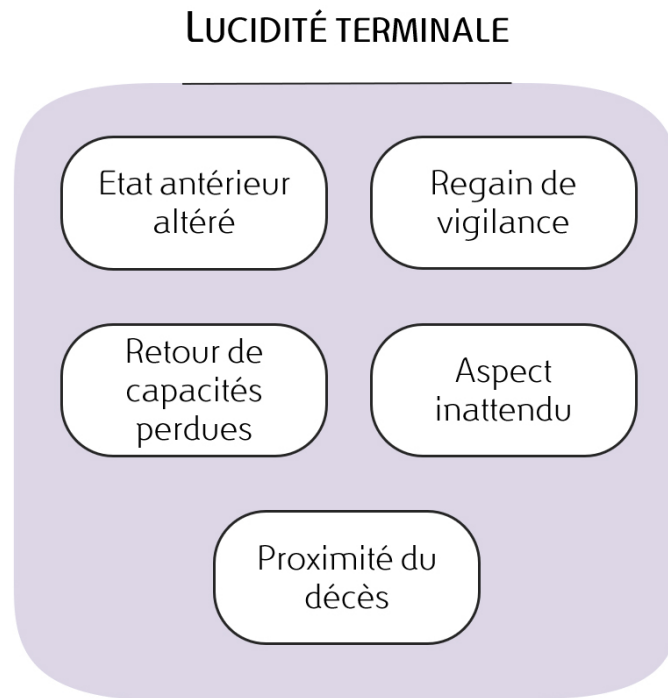 LUCIDITÉ TERMINALE
Etat antérieur
altéré
Regain de
vigilance
Retour de
capacités
perdues
Aspect
inattendu
Proximité du
décès